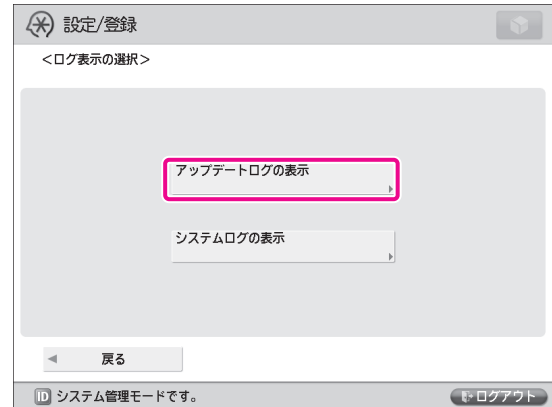 設定/登録
＜ログ表示の選択＞
アップデートログの表示
システムログの表示
戻る
ID システム管理モードです。
ログアウト